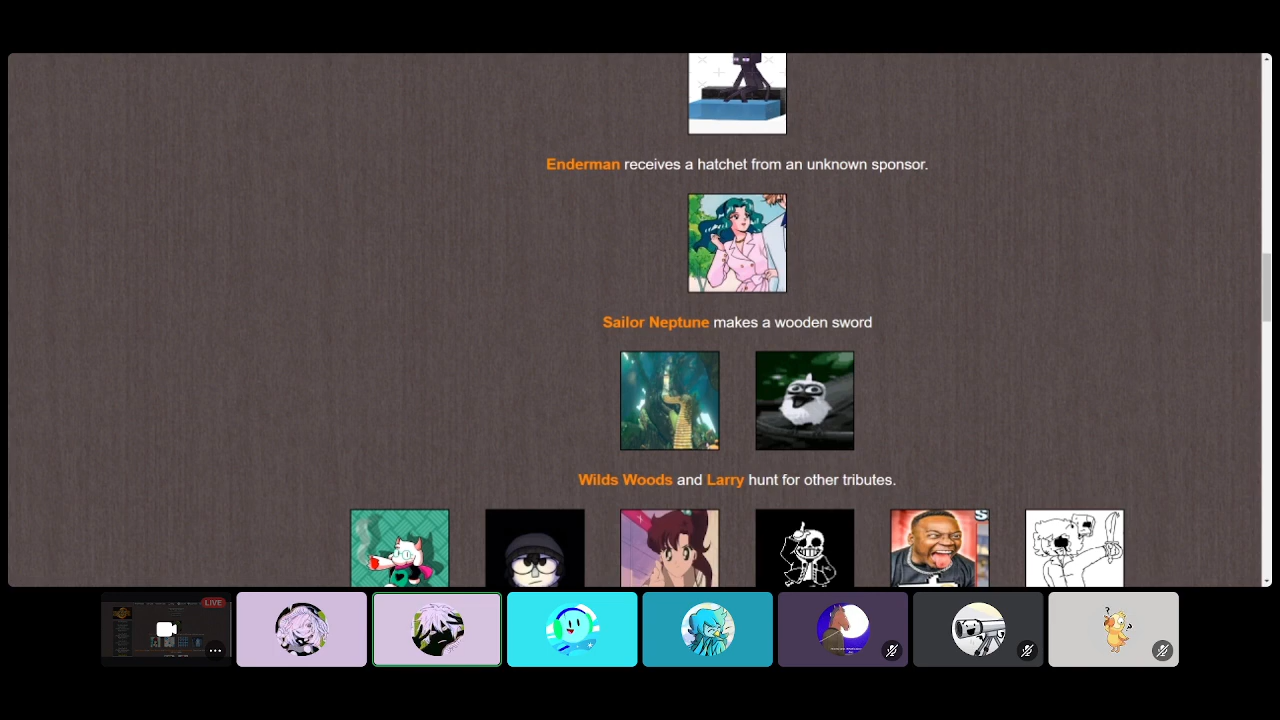 Enderman receives a hatchet from an unknown sponsor.
Sailor Neptune makes a wooden sword
Wilds Woods and Larry hunt for other tributes.
S
LIVE